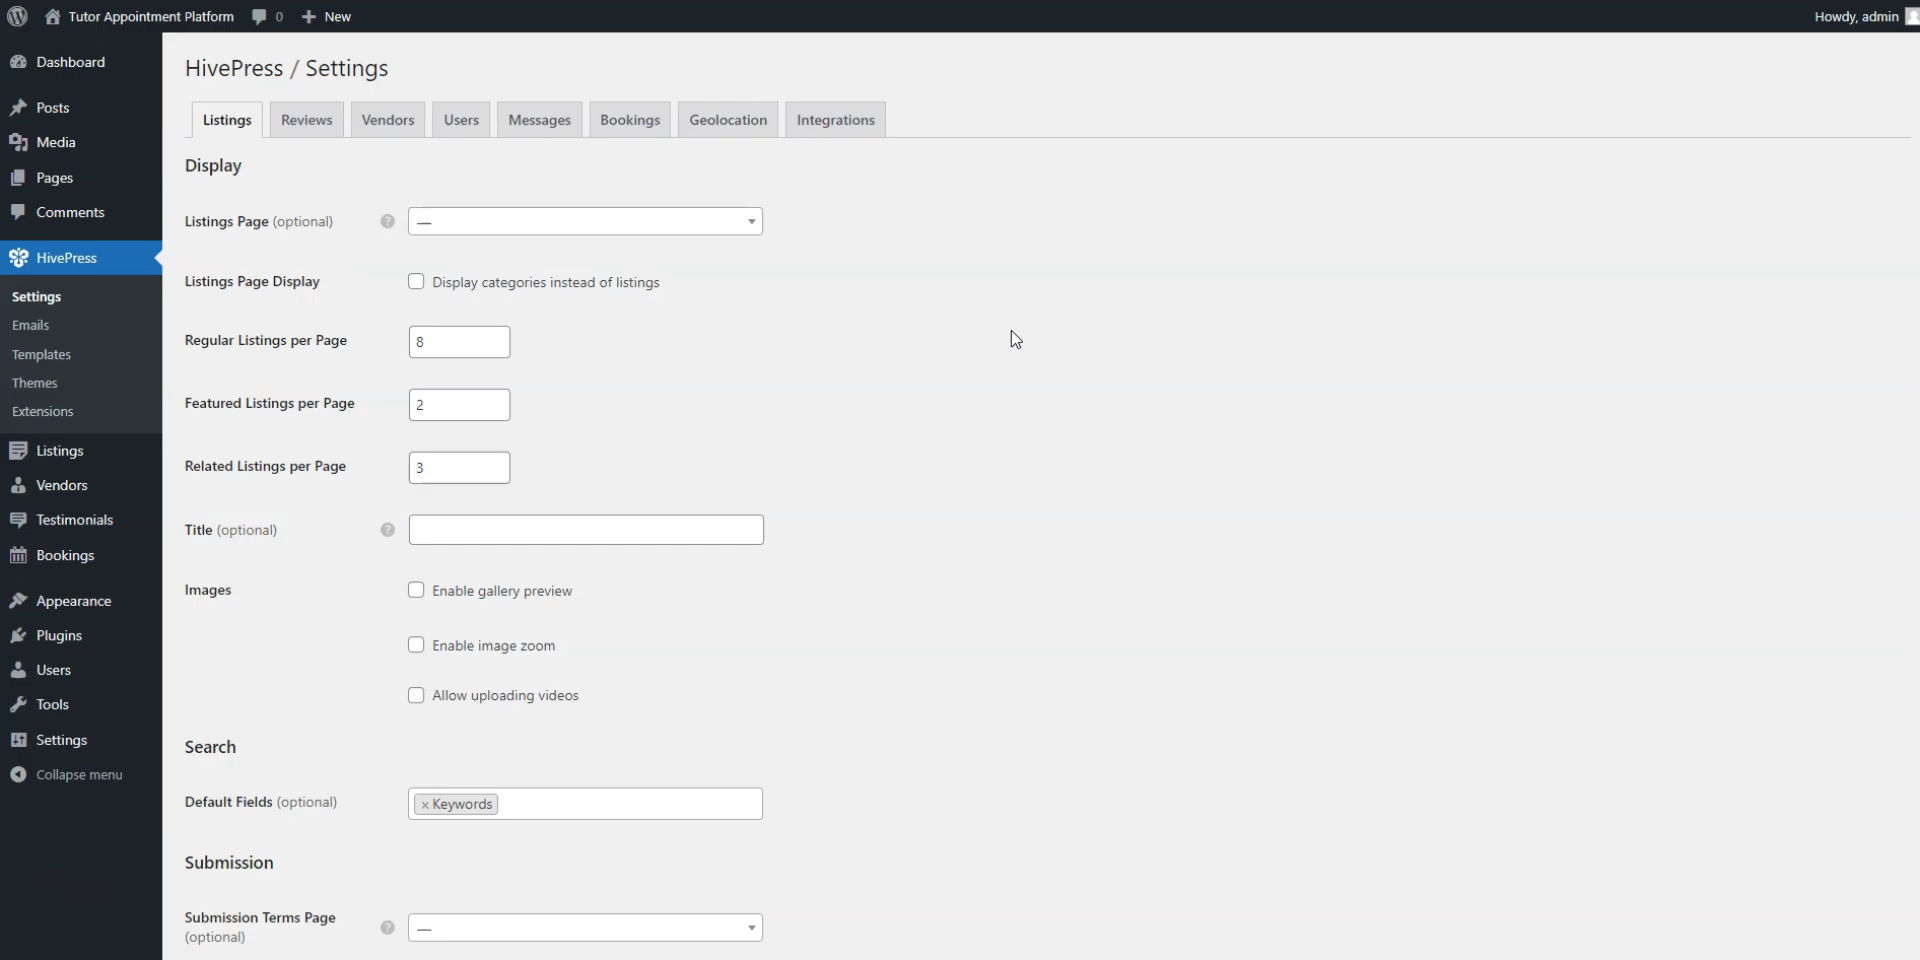 Tutor Appointment Platform 0 New Howdy, admin
Dashboard
Posts
Media
Pages
Comments
HivePress
Settings
Emails
Templates
Themes
Extensions
Listings
Vendors
Testimonials
Bookings
Appearance
Plugins
Users
Tools
Settings
Collapse menu
HivePress / Settings
Listings Reviews Vendors Users Messages Bookings Geolocation Integrations
Display
Listings Page (optional) ? —
Listings Page Display Display categories instead of listings
Regular Listings per Page 8
Featured Listings per Page 2
Related Listings per Page 3
Title (optional) ?
Images Enable gallery preview
Enable image zoom
Allow uploading videos
Search
Default Fields (optional) × Keywords
Submission
Submission Terms Page
(optional) ? —